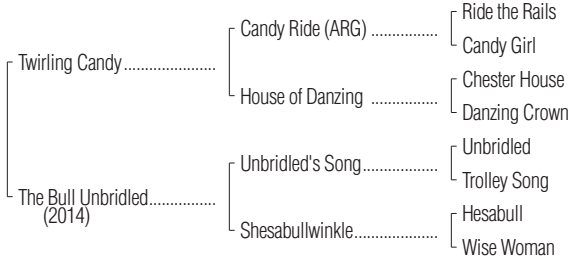 Ride the Rails
Candy Ride (ARG) ................
Candy Girl
Twirling Candy ......................
Chester House
House of Danzing ................
Danzing Crown
Unbridled
Unbridled's Song..................
Trolley Song
The Bull Unbridled................
(2014)
Hesabull
Shesabullwinkle....................
Wise Woman